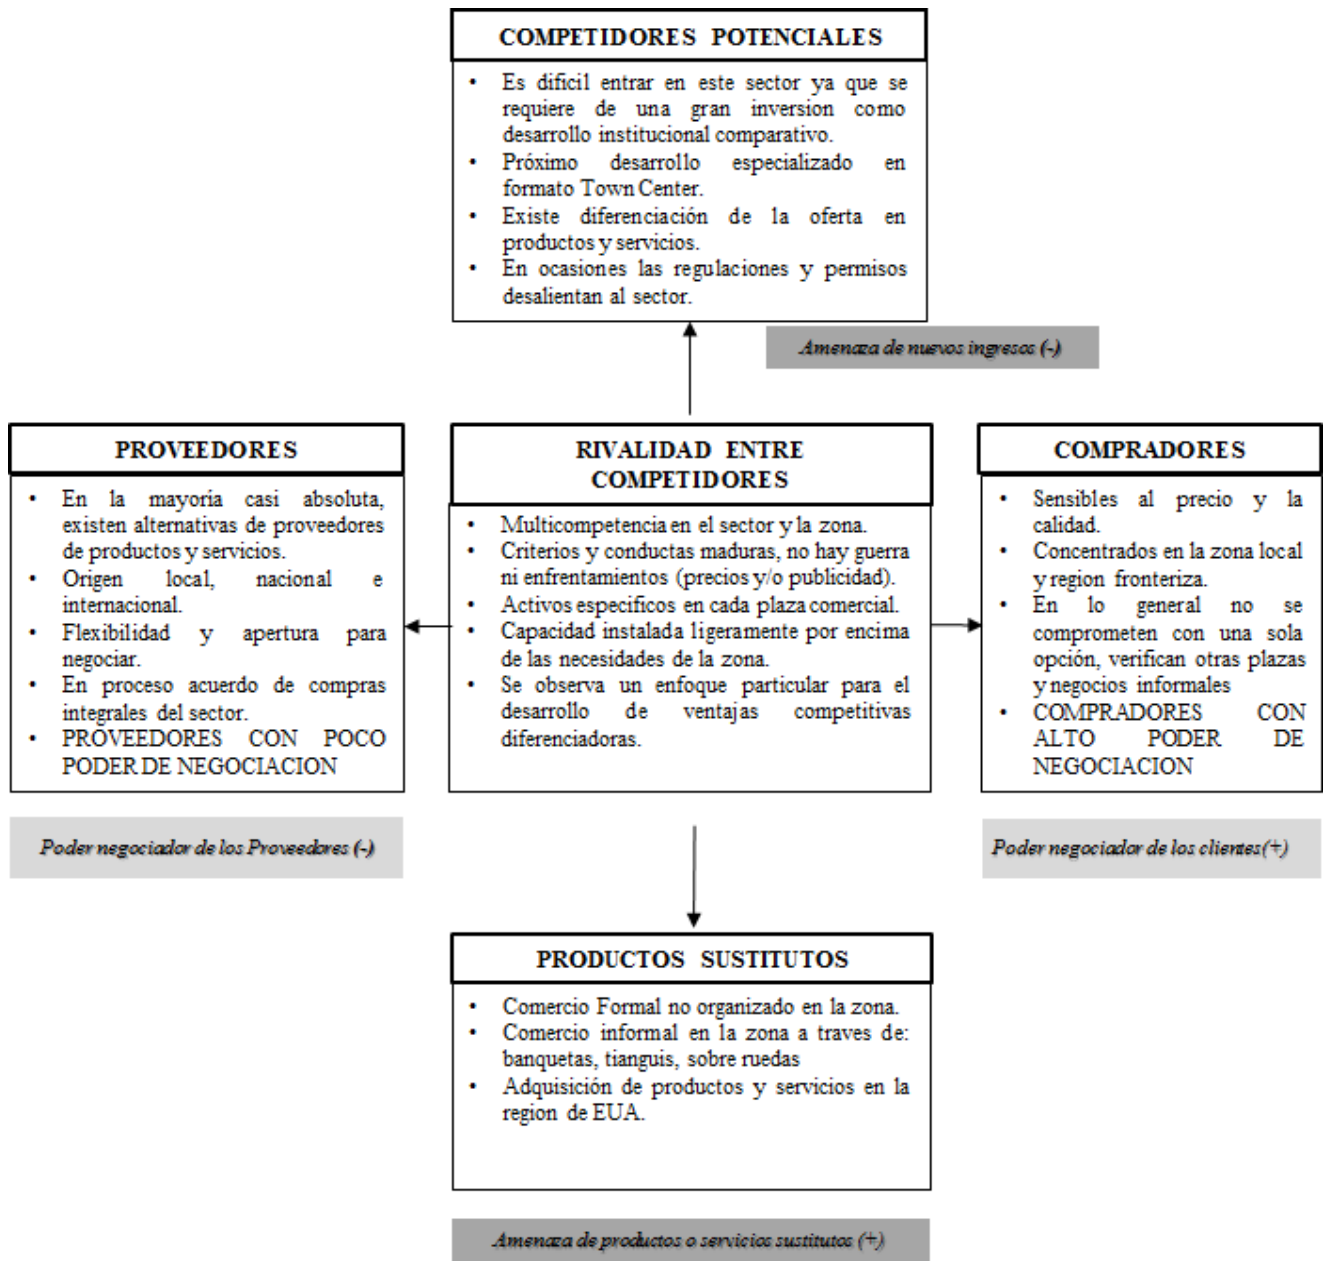 COMPETIDORES POTENCIALES
• Es dificil entrar en este sector ya que se
requiere de una gran inversion como
desarrollo institucional comparativo.
• Próximo desarrollo especializado en
formato Town Center.
• Existe diferenciación de la oferta en
productos y servicios.
• En ocasiones las regulaciones y permisos
desalientan al sector.
Amenaza de nuevos ingresos (-)
PROVEEDORES
• En la mayoría casi absoluta,
existen alternativas de proveedores
de productos y servicios.
• Origen local, nacional e
internacional.
• Flexibilidad y apertura para
negociar.
• En proceso acuerdo de compras
integrales del sector.
• PROVEEDORES CON POCO
PODER DE NEGOCIACION
Poder negociador de los Proveedores (-)
RIVALIDAD ENTRE
COMPETIDORES
• Multicompetencia en el sector y la zona.
• Criterios y conductas maduras, no hay guerra
ni enfrentamientos (precios y/o publicidad).
• Activos especificos en cada plaza comercial.
• Capacidad instalada ligeramente por encima
de las necesidades de la zona.
• Se observa un enfoque particular para el
desarrollo de ventajas competitivas
diferenciadoras.
COMPRADORES
• Sensibles al precio y la
calidad.
• Concentrados en la zona local
y region fronteriza.
• En lo general no se
comprometen con una sola
opción, verifican otras plazas
y negocios informales
• COMPRADORES CON
ALTO PODER DE
NEGOCIACION
Poder negociador de los clientes(+)
PRODUCTOS SUSTITUTOS
• Comercio Formal no organizado en la zona.
• Comercio informal en la zona a traves de:
banquetas, tianguis, sobre ruedas
• Adquisición de productos y servicios en la
region de EUA.
Amenaza de productos o servicios sustitutos (+)